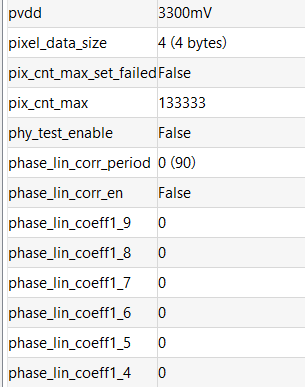 pvdd 3300mV
pixel_data_size 4 (4 bytes)
pix_cnt_max_set_failed False
pix_cnt_max 133333
phy_test_enable False
phase_lin_corr_period 0 (90)
phase_lin_corr_en False
phase_lin_coeff1_9 0
phase_lin_coeff1_8 0
phase_lin_coeff1_7 0
phase_lin_coeff1_6 0
phase_lin_coeff1_5 0
phase_lin_coeff1_4 0